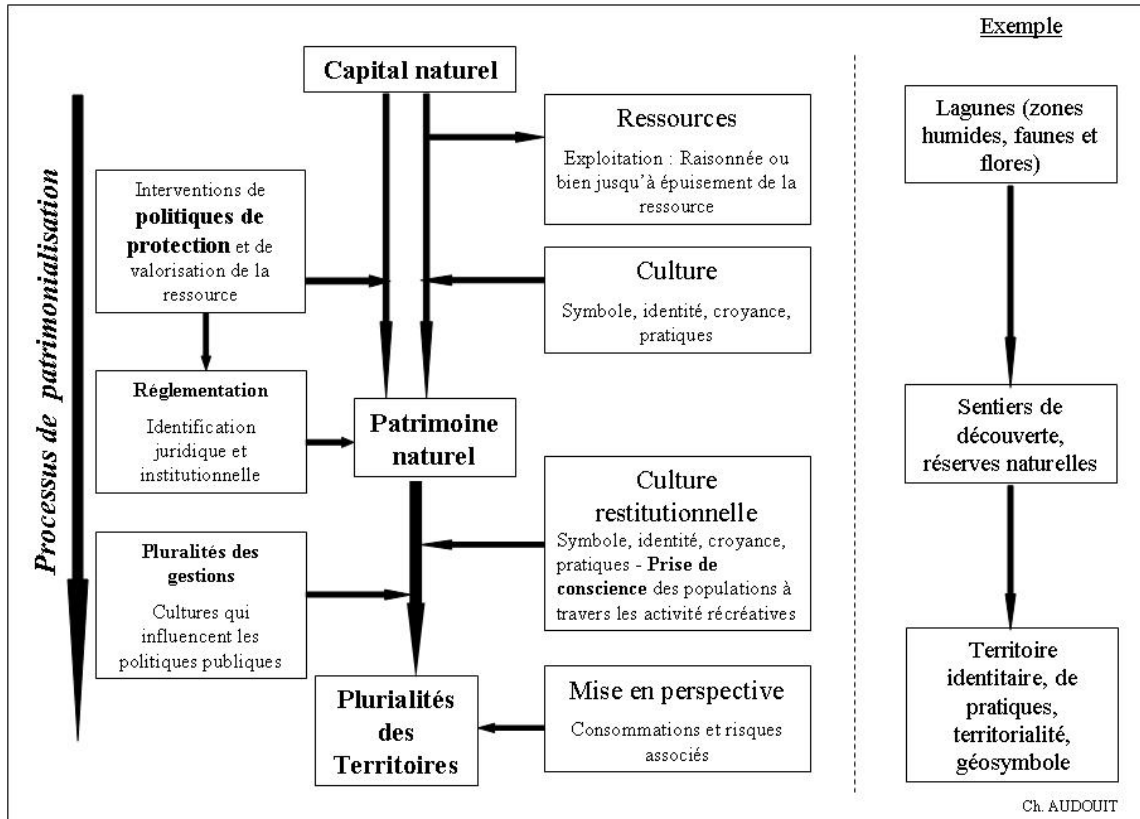 Exemple
Capital naturel
Ressources
Exploitation : Raisonnée ou
bien jusqu’à épuisement de la
ressource
Lagunes (zones
humides, faunes et
flores)
Processus de patrimonialisation
Interventions de
politiques de
protection et de
valorisation de la
ressource
Culture
Symbole, identité, croyance,
pratiques
Réglementation
Identification
juridique et
institutionnelle
Patrimoine
naturel
Sentiers de
découverte,
réserves naturelles
Culture
restitutionnelle
Symbole, identité, croyance,
pratiques - Prise de
conscience des populations à
travers les activité récréatives
Pluralités des
gestions
Cultures qui
influencent les
politiques publiques
Plurialités
des
Territoires
Mise en perspective
Consommations et risques
associés
Territoire
identitaire, de
pratiques,
territorialité,
géosymbole
Ch. AUDOUIT